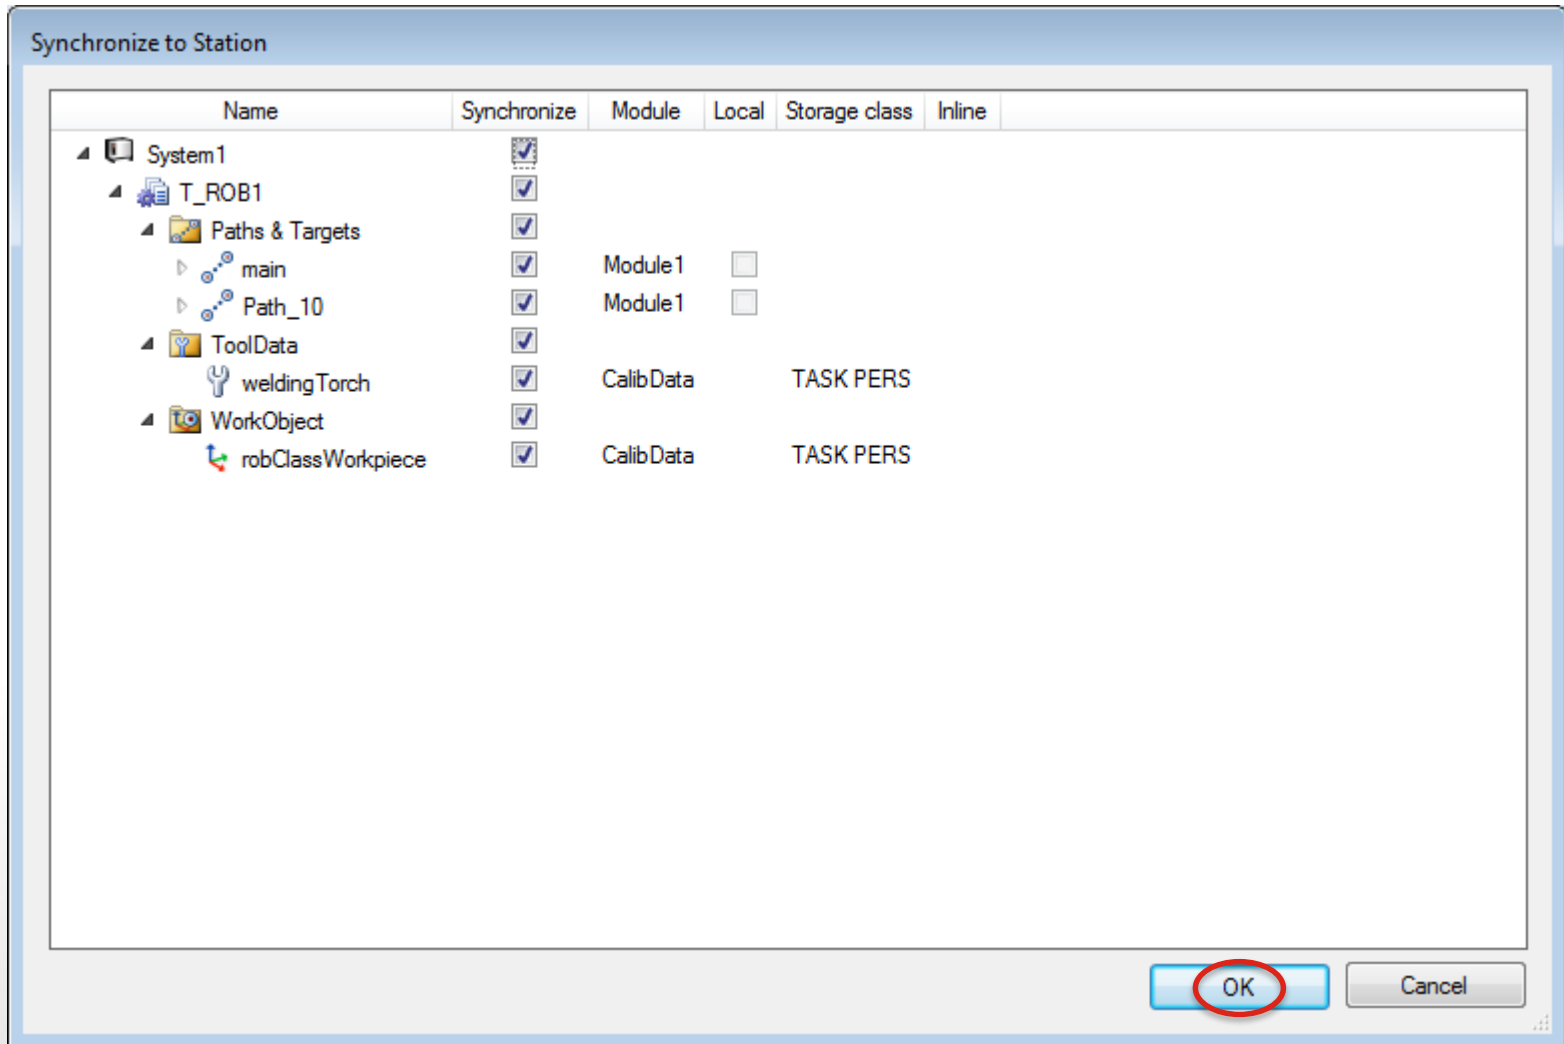 Synchronize to Station
Name Synchronize Module Local Storage class Inline
System1
T_ROB1
Paths & Targets
main Module1
Path_10 Module1
ToolData
weldingTorch CalibData TASK PERS
WorkObject
robClassWorkpiece CalibData TASK PERS
OK Cancel